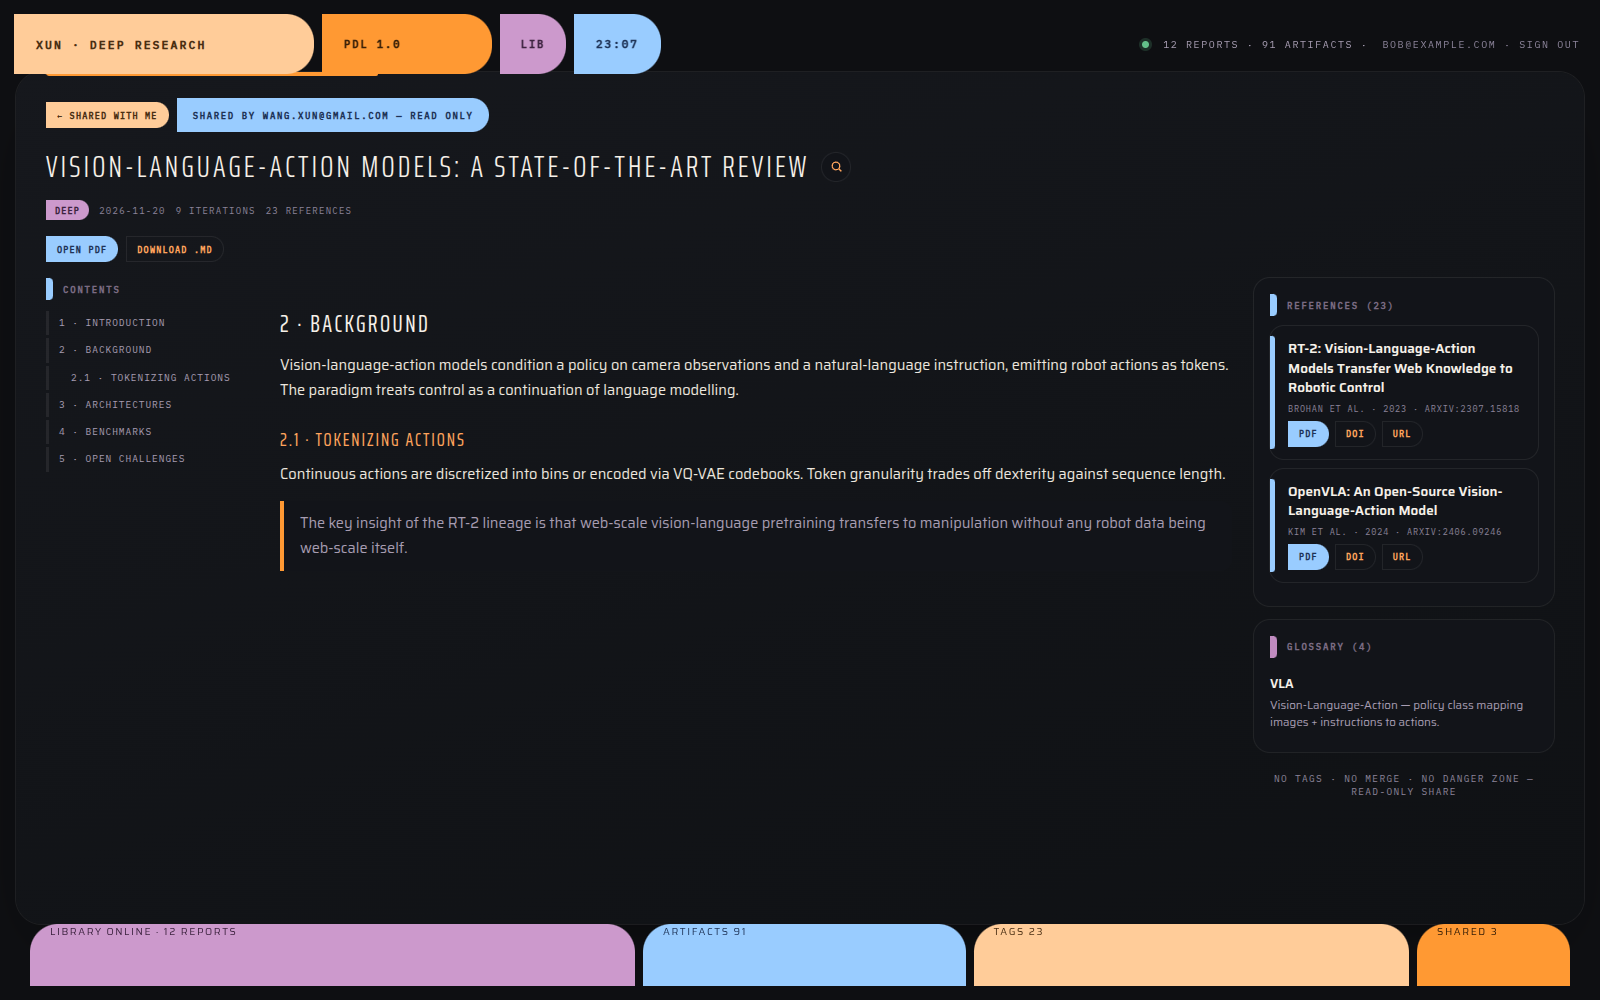 XUN · DEEP RESEARCH
PDL 1.0
LIB
23:07
12 REPORTS · 91 ARTIFACTS · BOB@EXAMPLE.COM · SIGN OUT
← SHARED WITH ME
SHARED BY WANG.XUN@GMAIL.COM — READ ONLY
VISION-LANGUAGE-ACTION MODELS: A STATE-OF-THE-ART REVIEW
DEEP 2026-11-20 9 ITERATIONS 23 REFERENCES
OPEN PDF
DOWNLOAD .MD
CONTENTS
1 · INTRODUCTION
2 · BACKGROUND
2.1 · TOKENIZING ACTIONS
3 · ARCHITECTURES
4 · BENCHMARKS
5 · OPEN CHALLENGES
2 · BACKGROUND
Vision-language-action models condition a policy on camera observations and a natural-language instruction, emitting robot actions as tokens.
The paradigm treats control as a continuation of language modelling.
2.1 · TOKENIZING ACTIONS
Continuous actions are discretized into bins or encoded via VQ-VAE codebooks. Token granularity trades off dexterity against sequence length.
The key insight of the RT-2 lineage is that web-scale vision-language pretraining transfers to manipulation without any robot data being
web-scale itself.
REFERENCES (23)
RT-2: Vision-Language-Action
Models Transfer Web Knowledge to
Robotic Control
BROHAN ET AL. · 2023 · ARXIV:2307.15818
PDF
DOI
URL
OpenVLA: An Open-Source Vision-
Language-Action Model
KIM ET AL. · 2024 · ARXIV:2406.09246
PDF
DOI
URL
GLOSSARY (4)
VLA
Vision-Language-Action — policy class mapping
images + instructions to actions.
NO TAGS · NO MERGE · NO DANGER ZONE —
READ-ONLY SHARE
LIBRARY ONLINE · 12 REPORTS
ARTIFACTS 91
TAGS 23
SHARED 3